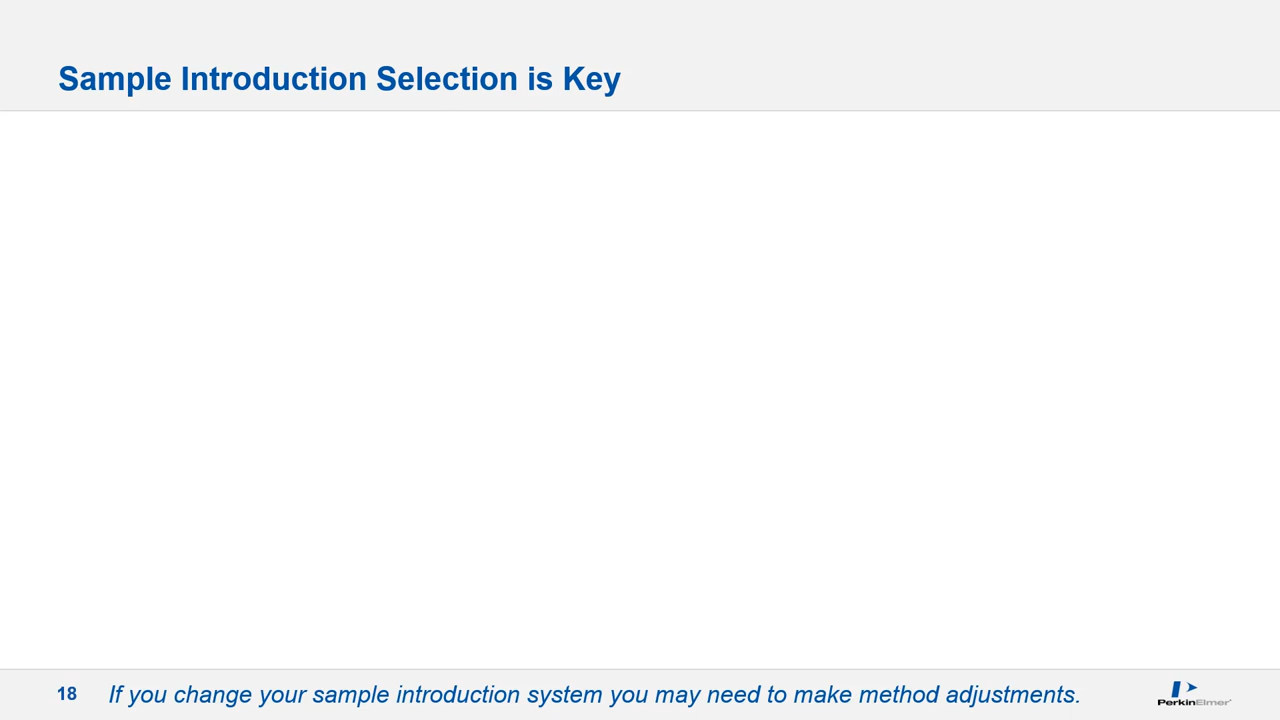 Sample Introduction Selection is Key
18 If you change your sample introduction system you may need to make method adjustments.
PerkinElmer